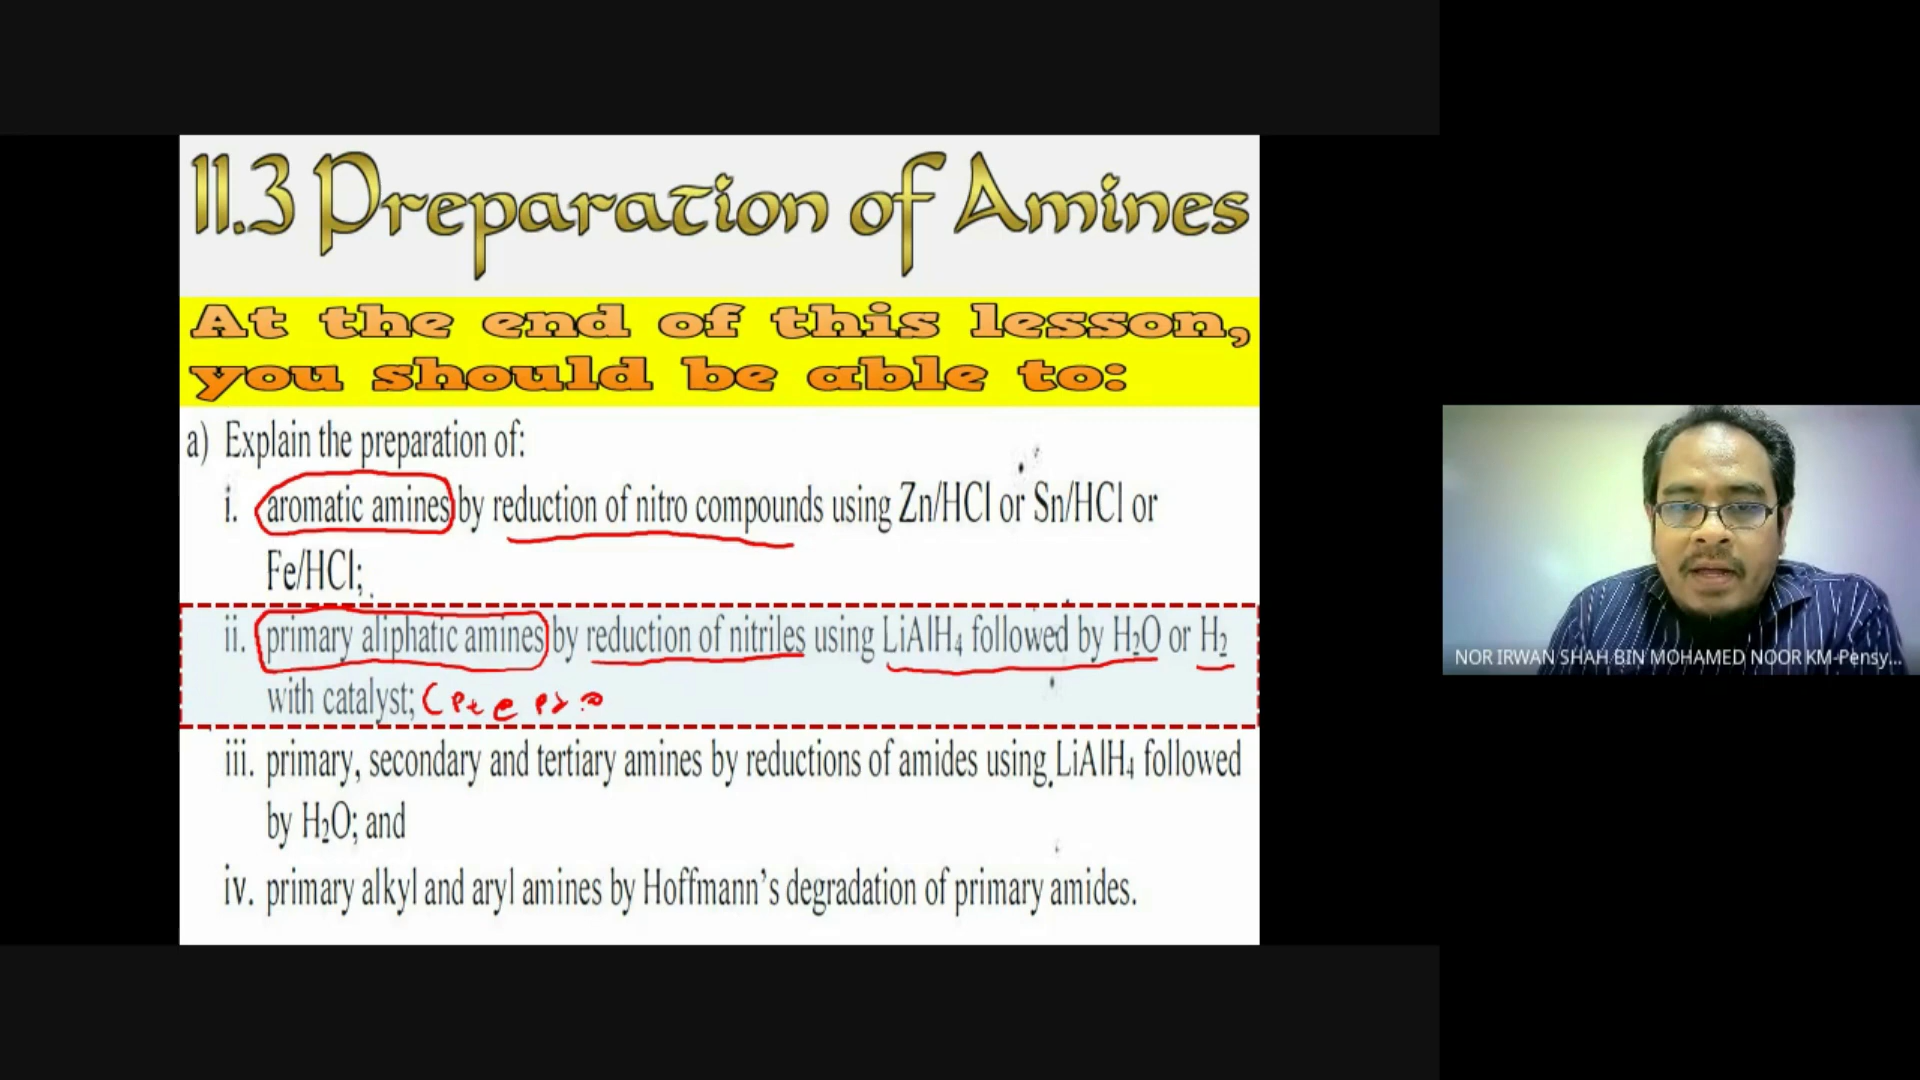 11.3 Preparation of Amines
At the end of this lesson,
you should be able to:
a) Explain the preparation of:
i. aromatic amines by reduction of nitro compounds using Zn/HCl or Sn/HCl or
Fe/HCl;
ii. primary aliphatic amines by reduction of nitriles using LiAlH₄ followed by H₂O or H₂
with catalyst; (Pt
iii. primary, secondary and tertiary amines by reductions of amides using LiAlH₄ followed
by H₂O; and
iv. primary alkyl and aryl amines by Hoffmann's degradation of primary amides.
NOR IRWAN SHAH BIN MOHAMED NOOR KM-Pensy...